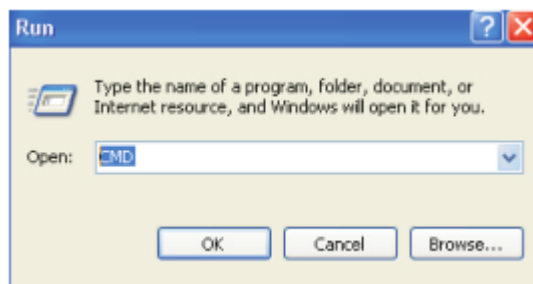 Run
Type the name of a program, folder, document, or
Internet resource, and Windows will open it for you.
Open: CMD
OK Cancel Browse...